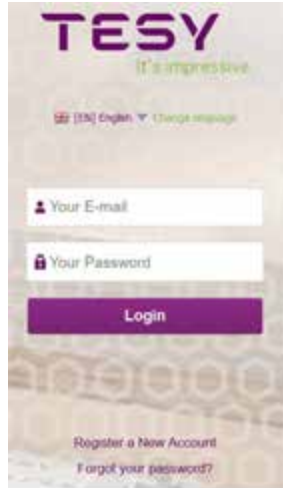 TESY
It's impressive
[EN] English ▼ Change language
Your E-mail
Your Password
Login
Register a New Account
Forgot your password?